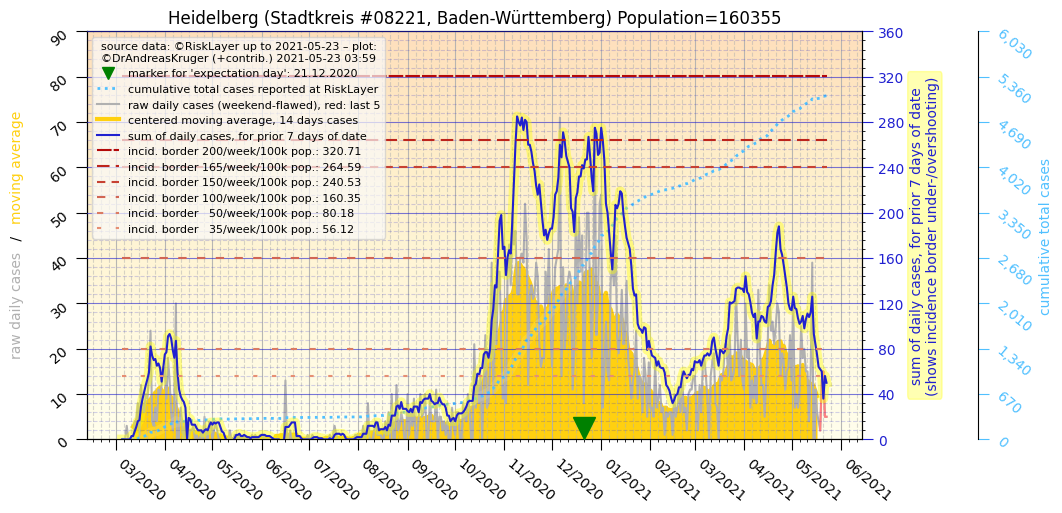 Heidelberg (Stadtkreis #08221, Baden-Württemberg) Population=160355
source data: ©RiskLayer up to 2021-05-23 – plot:
©DrAndreasKruger (+contrib.) 2021-05-23 03:59
marker for 'expectation day': 21.12.2020
cumulative total cases reported at RiskLayer
raw daily cases (weekend-flawed), red: last 5
centered moving average, 14 days cases
sum of daily cases, for prior 7 days of date
incid. border 200/week/100k pop.: 320.71
incid. border 165/week/100k pop.: 264.59
incid. border 150/week/100k pop.: 240.53
incid. border 100/week/100k pop.: 160.35
incid. border 50/week/100k pop.: 80.18
incid. border 35/week/100k pop.: 56.12
raw daily cases / moving average
90
80
70
60
50
40
30
20
10
0
360
320
280
240
200
160
120
80
40
0
sum of daily cases, for prior 7 days of date
(shows incidence border under-/overshooting)
6,030
5,360
4,690
4,020
3,350
2,680
2,010
1,340
670
0
cumulative total cases
03/2020
04/2020
05/2020
06/2020
07/2020
08/2020
09/2020
10/2020
11/2020
12/2020
01/2021
02/2021
03/2021
04/2021
05/2021
06/2021